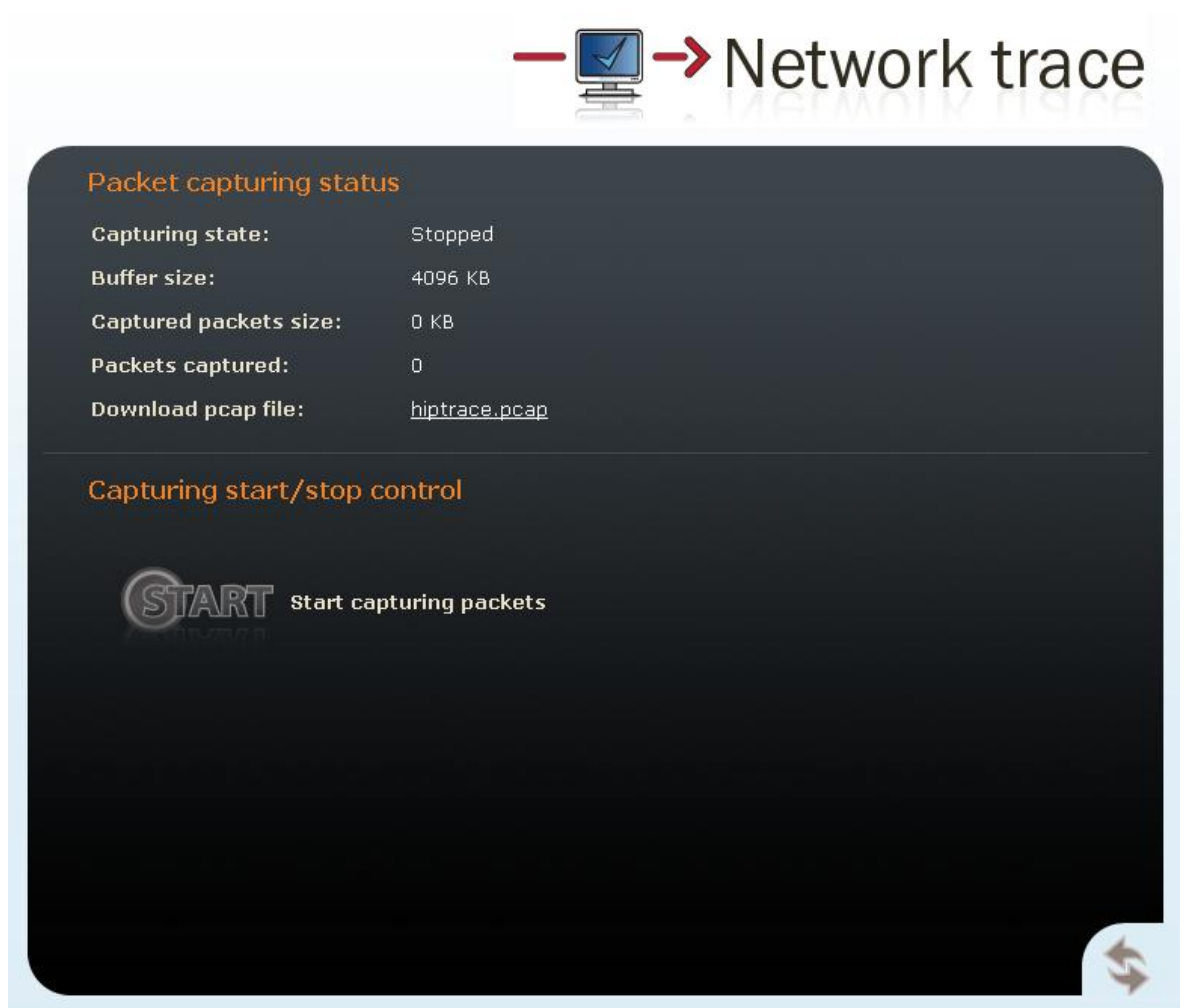 Network trace
Packet capturing status
Capturing state: Stopped
Buffer size: 4096 KB
Captured packets size: 0 KB
Packets captured: 0
Download pcap file: hiptrace.pcap
Capturing start/stop control
START Start capturing packets